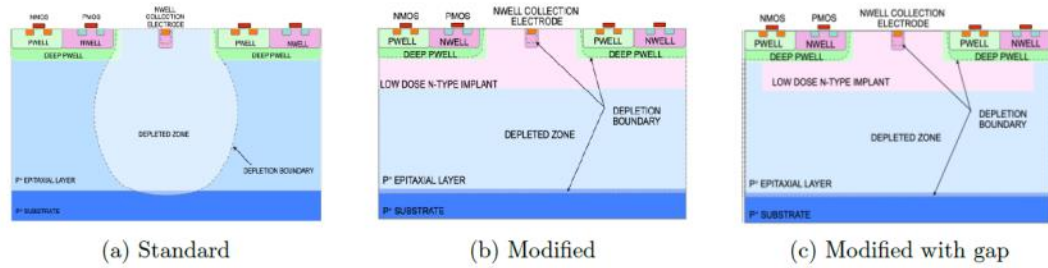 NMOS PMOS NWELL COLLECTION ELECTRODE
PWELL NWELL PWELL NWELL
DEEP PWELL DEEP PWELL
DEPLETED ZONE
DEPLETION BOUNDARY
P⁻ EPITAXIAL LAYER
P⁺ SUBSTRATE
(a) Standard
NMOS PMOS NWELL COLLECTION ELECTRODE
PWELL NWELL PWELL NWELL
DEEP PWELL DEEP PWELL
LOW DOSE N-TYPE IMPLANT
DEPLETION BOUNDARY
DEPLETED ZONE
P⁻ EPITAXIAL LAYER
P⁺ SUBSTRATE
(b) Modified
NMOS PMOS NWELL COLLECTION ELECTRODE
PWELL NWELL PWELL NWELL
DEEP PWELL DEEP PWELL
LOW DOSE N-TYPE IMPLANT
DEPLETION BOUNDARY
DEPLETED ZONE
P⁻ EPITAXIAL LAYER
P⁺ SUBSTRATE
(c) Modified with gap